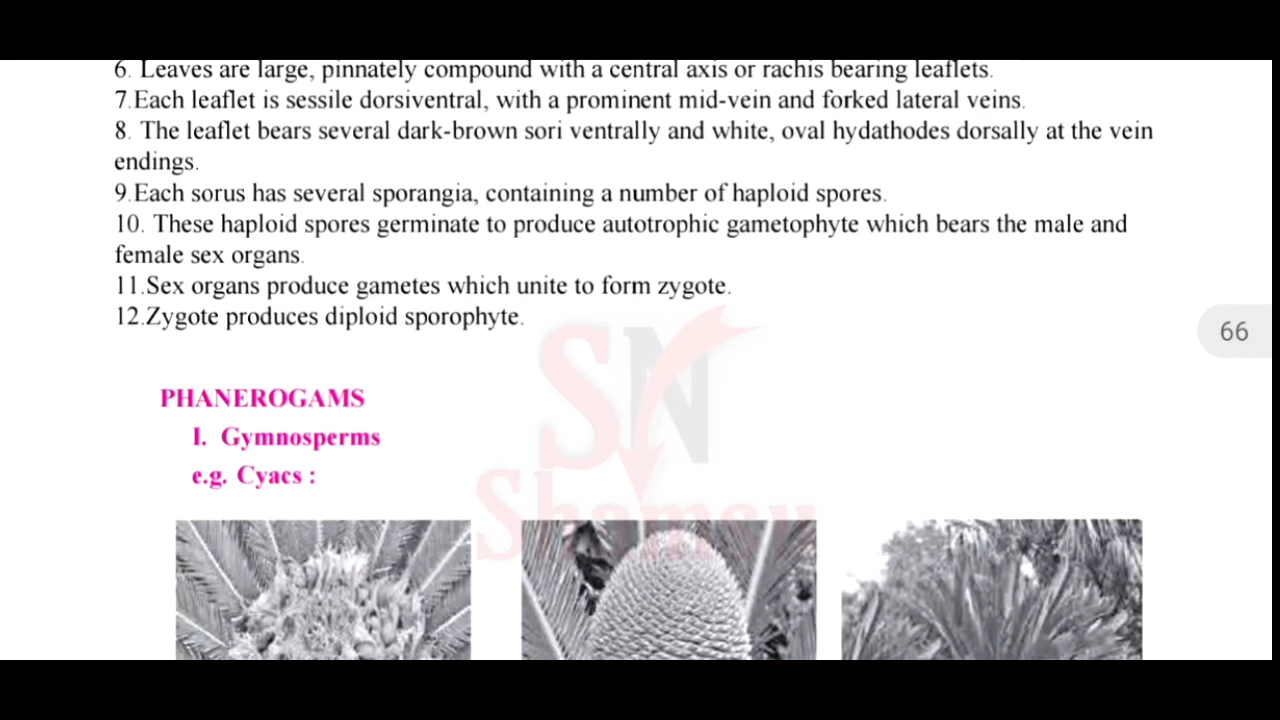 6. Leaves are large, pinnately compound with a central axis or rachis bearing leaflets.
7.Each leaflet is sessile dorsiventral, with a prominent mid-vein and forked lateral veins.
8. The leaflet bears several dark-brown sori ventrally and white, oval hydathodes dorsally at the vein
endings.
9.Each sorus has several sporangia, containing a number of haploid spores.
10. These haploid spores germinate to produce autotrophic gametophyte which bears the male and
female sex organs.
11.Sex organs produce gametes which unite to form zygote.
12.Zygote produces diploid sporophyte.
66
SN
Shamsu
PHANEROGAMS
I. Gymnosperms
e.g. Cyacs :